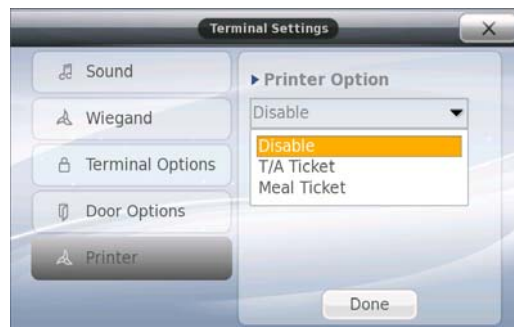 Terminal Settings
Sound
Wiegand
Terminal Options
Door Options
Printer
Printer Option
Disable
Disable
T/A Ticket
Meal Ticket
Done